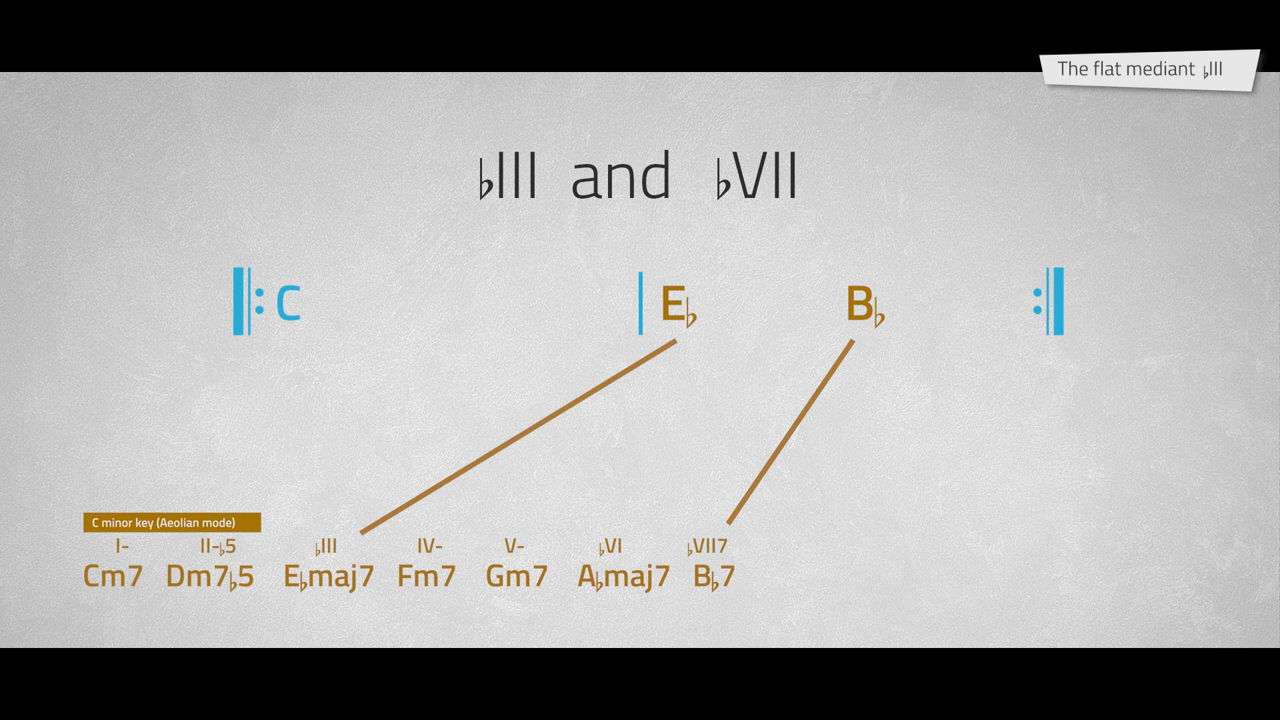 The flat mediant ♭III
♭III and ♭VII
C E♭ B♭
C minor key (Aeolian mode)
I- II-♭5 ♭III IV- V- ♭VI ♭VII7
Cm7 Dm7♭5 E♭maj7 Fm7 Gm7 A♭maj7 B♭7